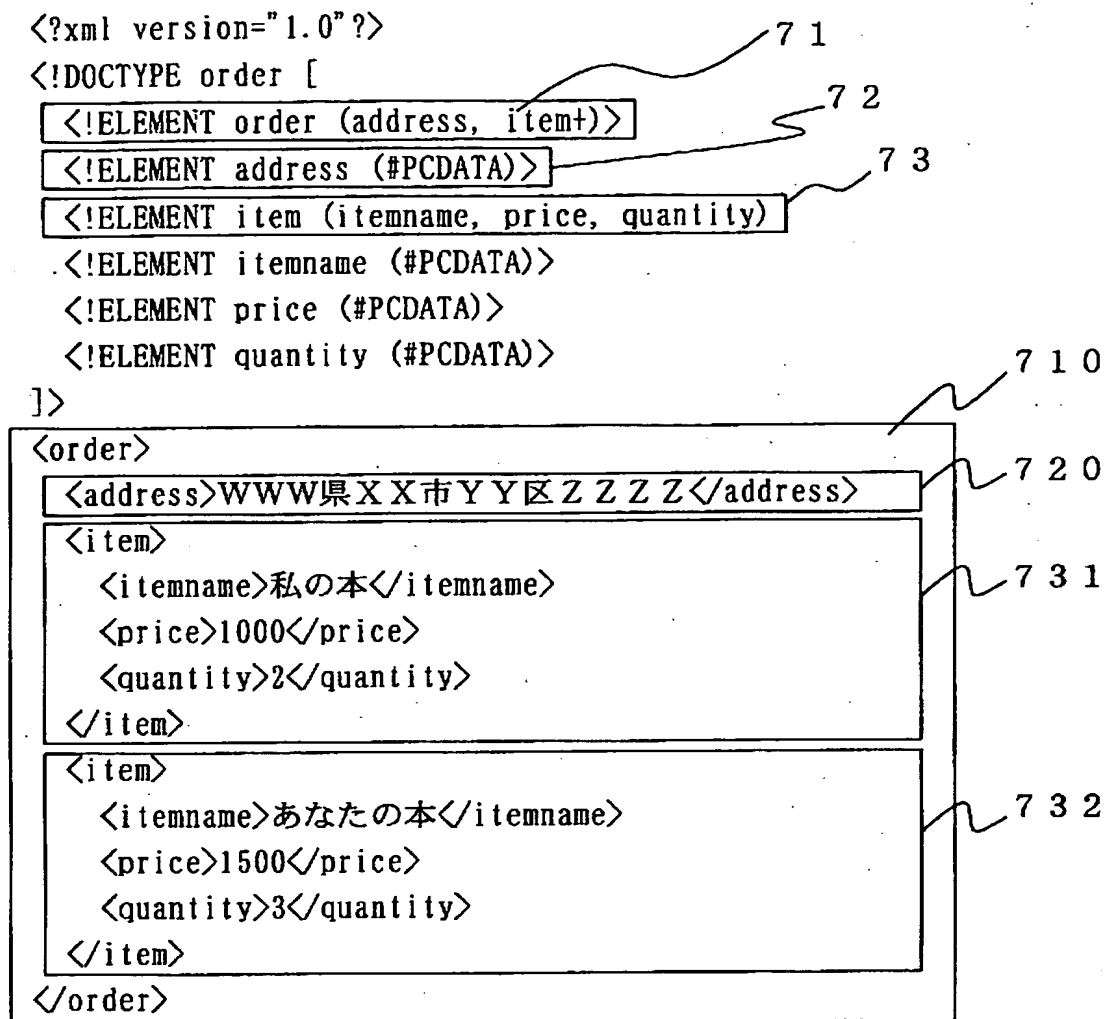 <?xml version="1.0"?>
７１
<!DOCTYPE order [
７２
<!ELEMENT order (address, item+)>
<!ELEMENT address (#PCDATA)>
７３
<!ELEMENT item (itemname, price, quantity)
<!ELEMENT itemname (#PCDATA)>
<!ELEMENT price (#PCDATA)>
<!ELEMENT quantity (#PCDATA)>
７１０
]>
<order>
<address>WWW県ＸＸ市ＹＹ区ＺＺＺＺ</address>
７２０
<item>
<itemname>私の本</itemname>
７３１
<price>1000</price>
<quantity>2</quantity>
</item>
<item>
<itemname>あなたの本</itemname>
７３２
<price>1500</price>
<quantity>3</quantity>
</item>
</order>